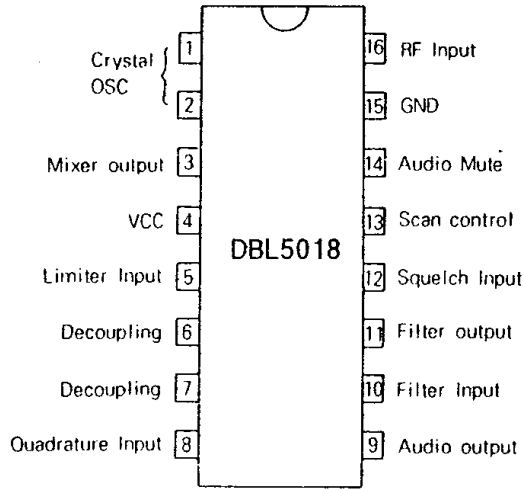 Crystal
OSC
1
2
Mixer output 3
VCC 4
Limiter Input 5
Decoupling 6
Decoupling 7
Quadrature Input 8
DBL5018
16 RF Input
15 GND
14 Audio Mute
13 Scan control
12 Squelch Input
11 Filter output
10 Filter Input
9 Audio output